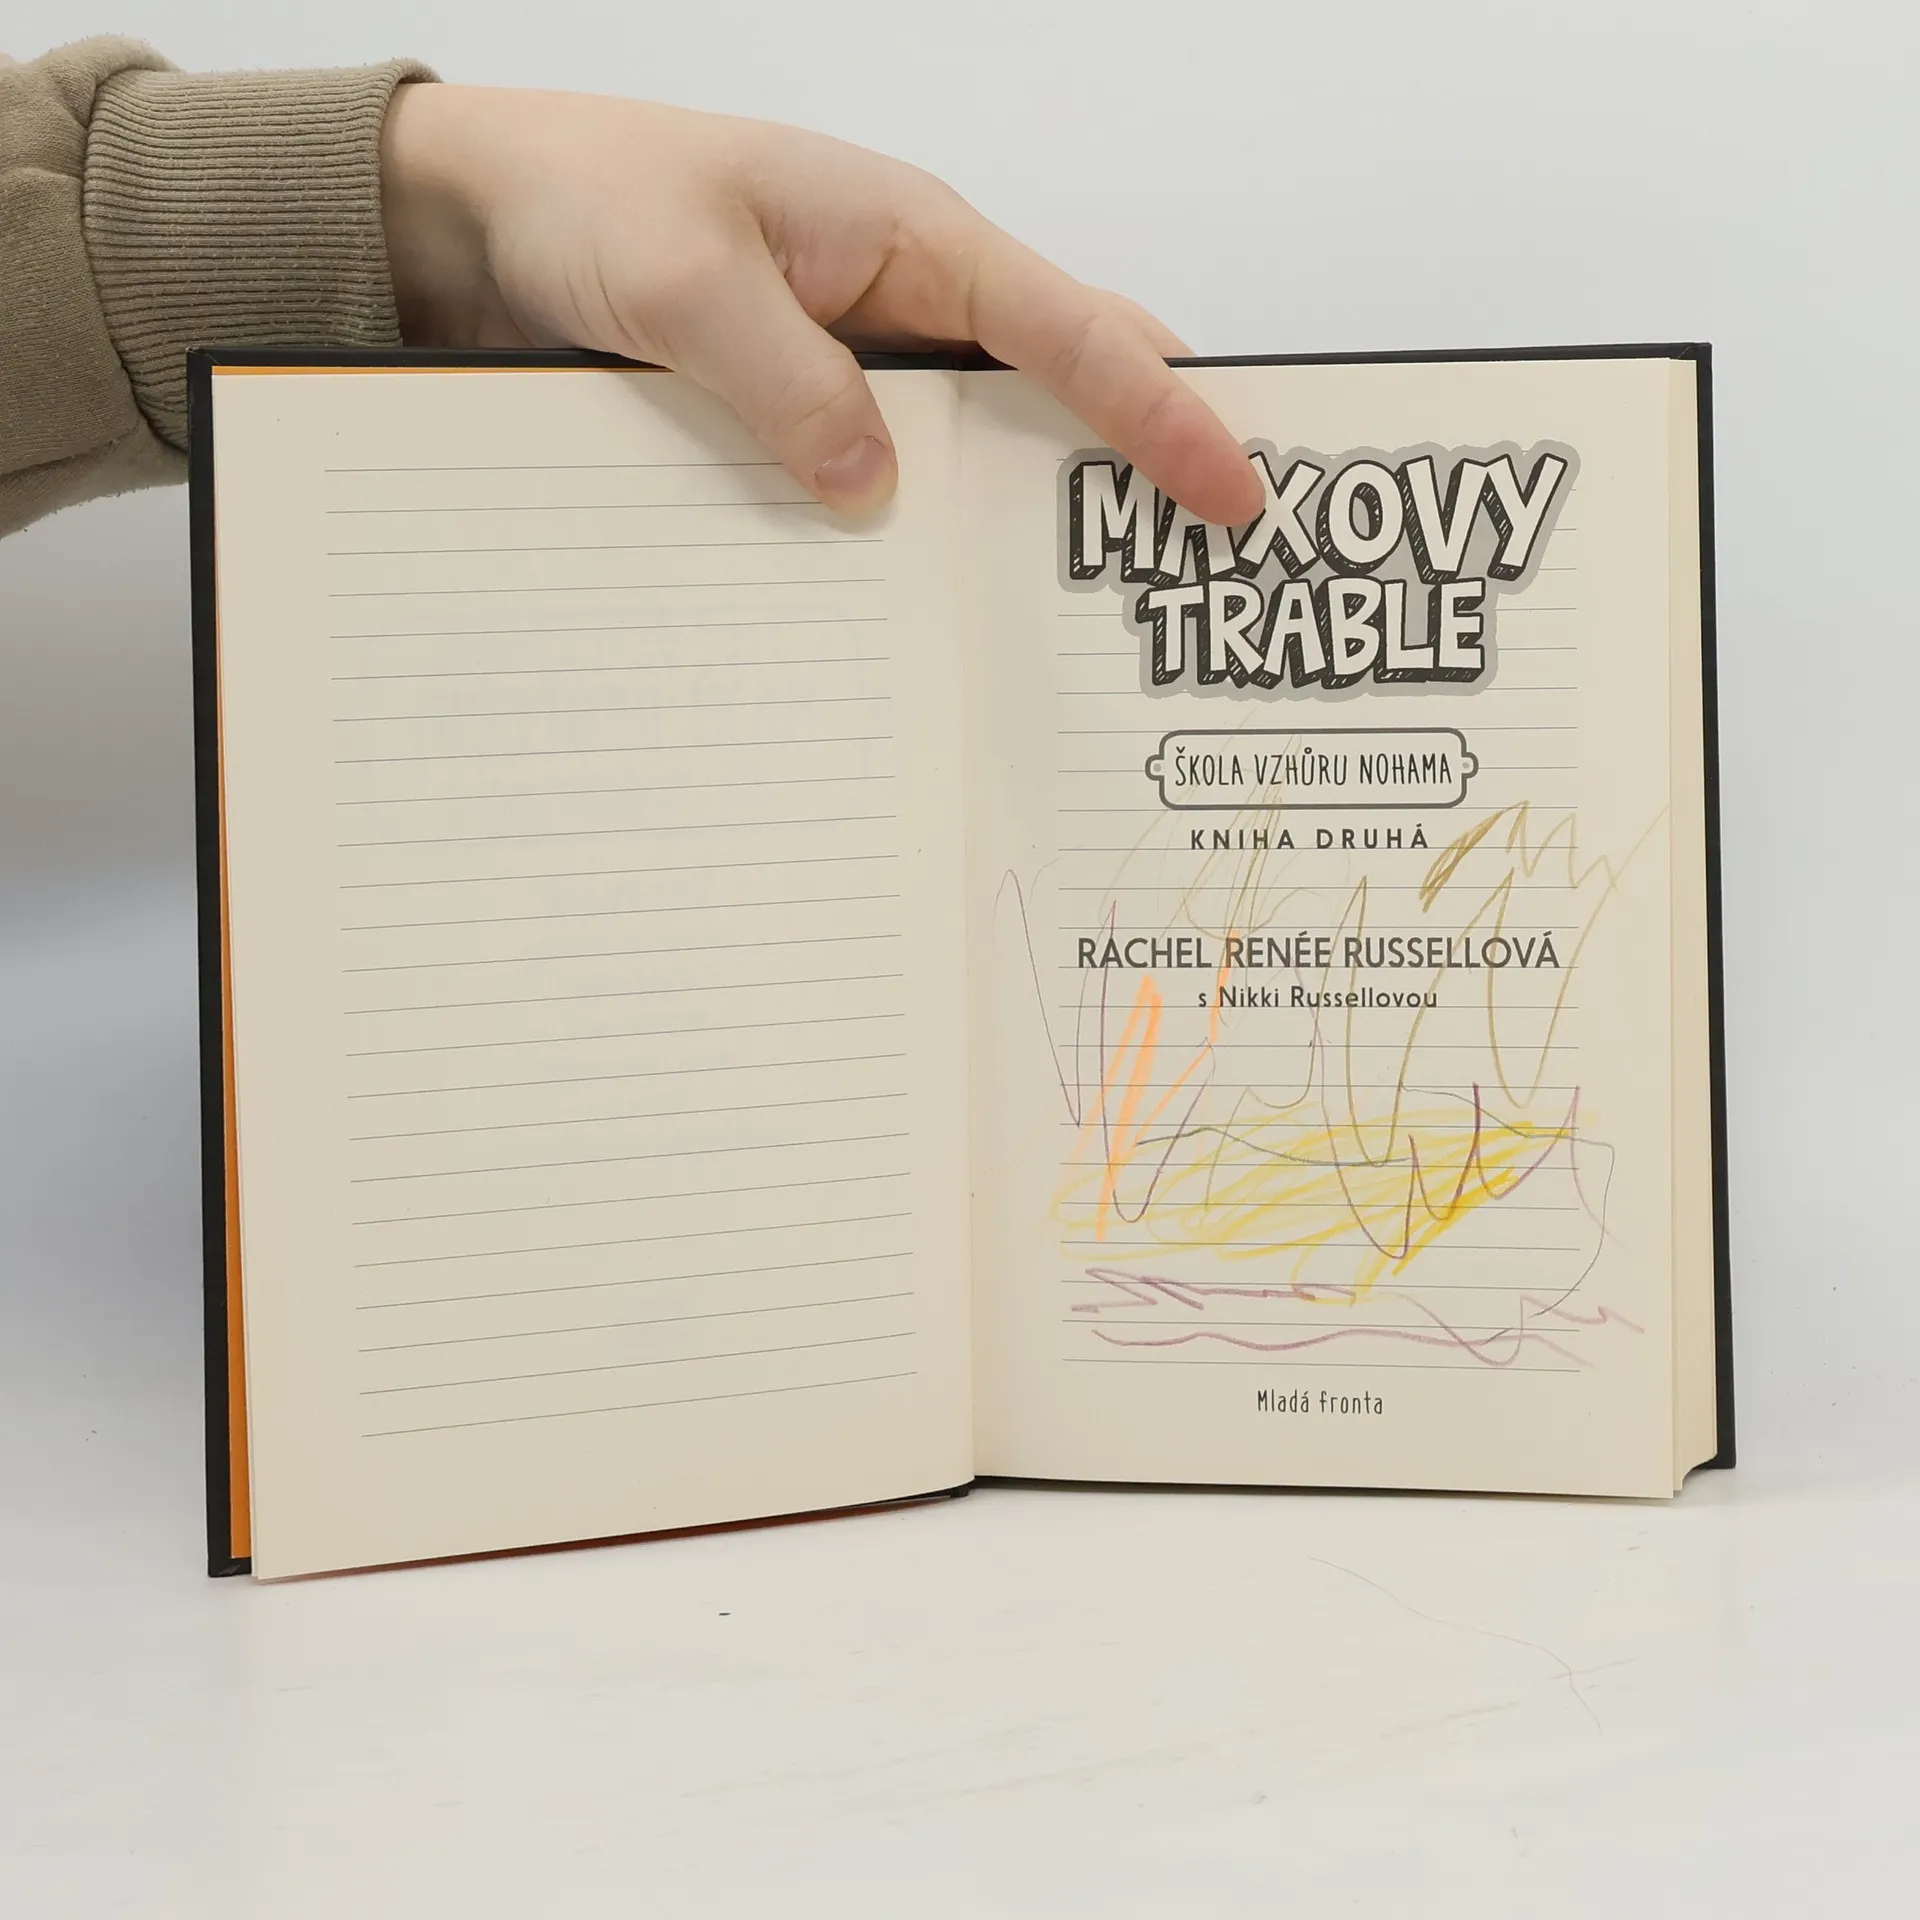 MAXOVY
TRABLE
ŠKOLA VZHŮRU NOHAMA
KNIHA DRUHÁ
RACHEL RENÉE RUSSELLOVÁ
s Nikki Russellovou
Mladá fronta